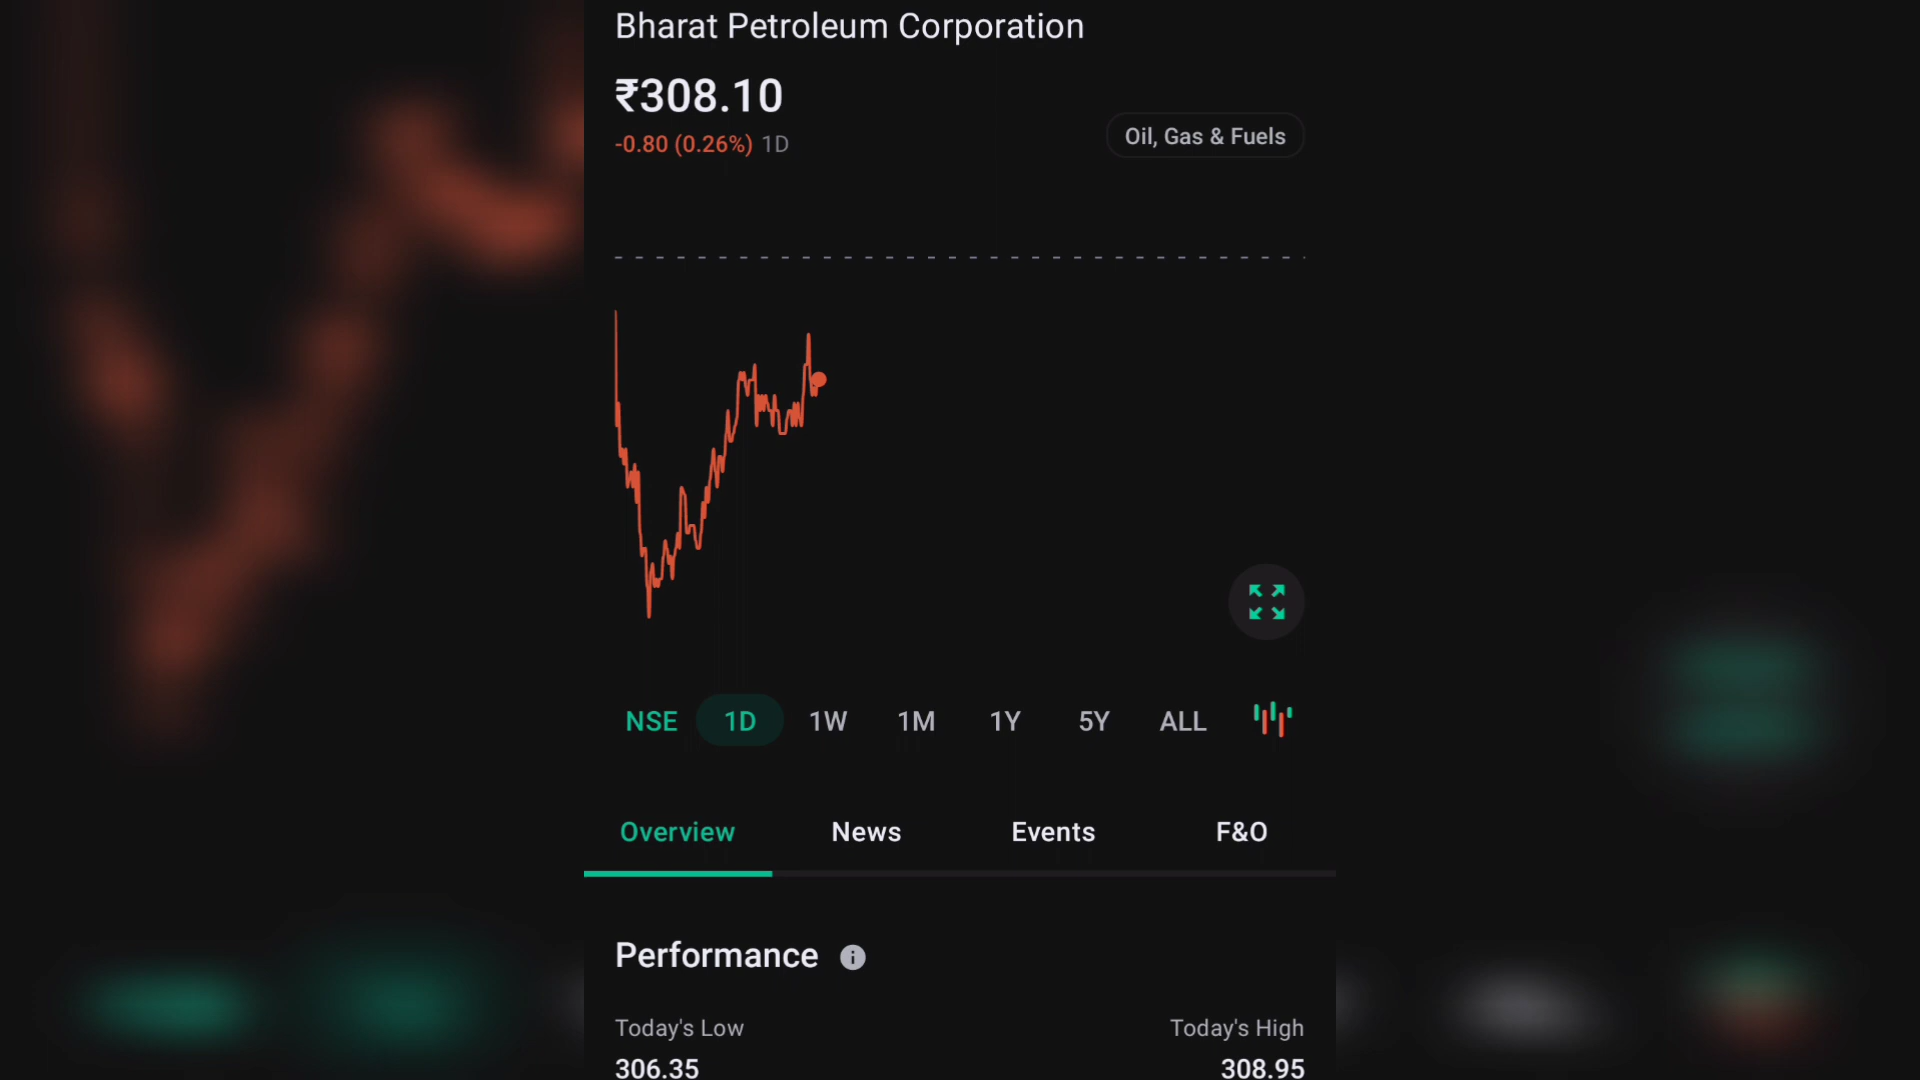 Bharat Petroleum Corporation
₹308.10
-0.80 (0.26%) 1D
Oil, Gas & Fuels
NSE 1D 1W 1M 1Y 5Y ALL
Overview News Events F&O
Performance
Today's Low Today's High
306.35 308.95